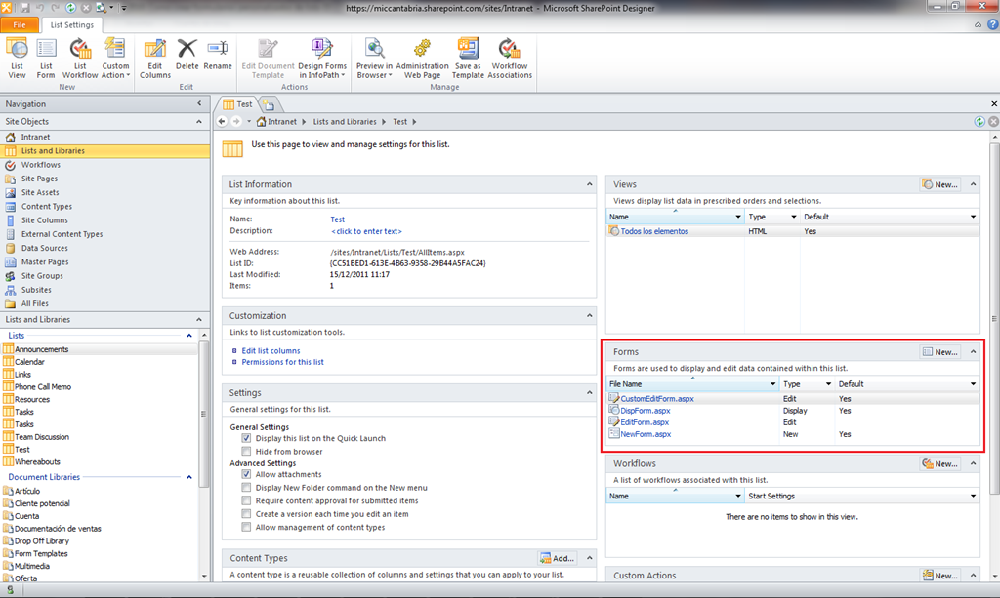 https://miccantabria.sharepoint.com/sites/Intranet - Microsoft SharePoint Designer
File
List Settings
List View
List Form
List Workflow
Custom Action
Edit Columns
Delete
Rename
Edit Document Template
Design Forms in InfoPath
Preview in Browser
Administration Web Page
Save as Template
Workflow Associations
New
Edit
Actions
Manage
Navigation
Site Objects
Intranet
Lists and Libraries
Workflows
Site Pages
Site Assets
Content Types
Site Columns
External Content Types
Data Sources
Master Pages
Site Groups
Subsites
All Files
Lists and Libraries
Lists
Announcements
Calendar
Links
Phone Call Memo
Resources
Tasks
Tasks
Team Discussion
Test
Whereabouts
Document Libraries
Artículo
Cliente potencial
Cuenta
Documentación de ventas
Drop Off Library
Form Templates
Multimedia
Oferta
Test
Intranet Lists and Libraries Test
Use this page to view and manage settings for this list.
List Information
Key information about this list.
Name: Test
Description: <click to enter text>
Web Address: /sites/Intranet/Lists/Test/AllItems.aspx
List ID: {CC51BED1-613E-4B63-9358-29B44A5FAC24}
Last Modified: 15/12/2011 11:17
Items: 1
Customization
Links to list customization tools.
Edit list columns
Permissions for this list
Settings
General settings for this list.
General Settings
Display this list on the Quick Launch
Hide from browser
Advanced Settings
Allow attachments
Display New Folder command on the New menu
Require content approval for submitted items
Create a version each time you edit an item
Allow management of content types
Content Types Add...
A content type is a reusable collection of columns and settings that you can apply to your list.
Views New...
Views display list data in prescribed orders and selections.
Name Type Default
Todos los elementos HTML Yes
Forms New...
Forms are used to display and edit data contained within this list.
File Name Type Default
CustomEditForm.aspx Edit Yes
DispForm.aspx Display Yes
EditForm.aspx Edit
NewForm.aspx New Yes
Workflows New...
A list of workflows associated with this list.
Name Start Settings
There are no items to show in this view.
Custom Actions New...